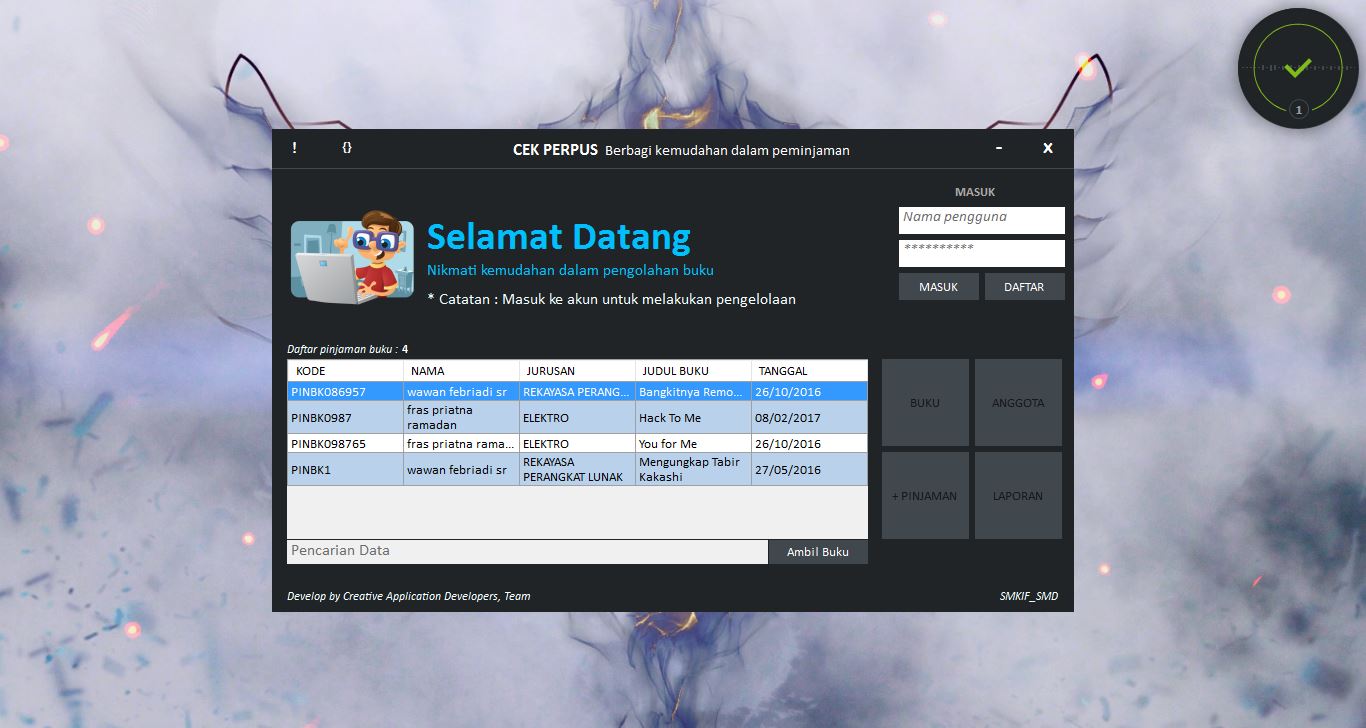 1
! {} CEK PERPUS Berbagi kemudahan dalam peminjaman - X
MASUK
Nama pengguna
**********
MASUK DAFTAR
Selamat Datang
Nikmati kemudahan dalam pengolahan buku
* Catatan : Masuk ke akun untuk melakukan pengelolaan
Daftar pinjaman buku : 4
KODE NAMA JURUSAN JUDUL BUKU TANGGAL
PINBK086957 wawan febriadi sr REKAYASA PERANG... Bangkitnya Remo... 26/10/2016
PINBK0987 fras priatna ramadan ELEKTRO Hack To Me 08/02/2017
PINBK098765 fras priatna rama... ELEKTRO You for Me 26/10/2016
PINBK1 wawan febriadi sr REKAYASA PERANGKAT LUNAK Mengungkap Tabir Kakashi 27/05/2016
BUKU ANGGOTA
+ PINJAMAN LAPORAN
Pencarian Data Ambil Buku
Develop by Creative Application Developers, Team SMKIF_SMD